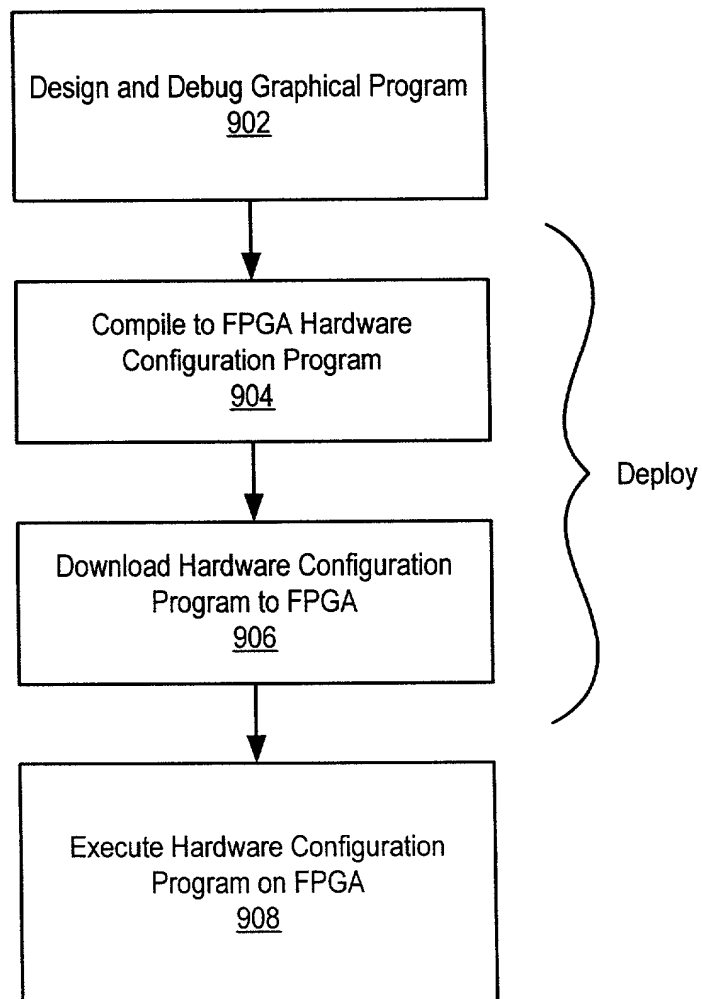 Design and Debug Graphical Program
902
Compile to FPGA Hardware
Configuration Program
904
Deploy
Download Hardware Configuration
Program to FPGA
906
Execute Hardware Configuration
Program on FPGA
908